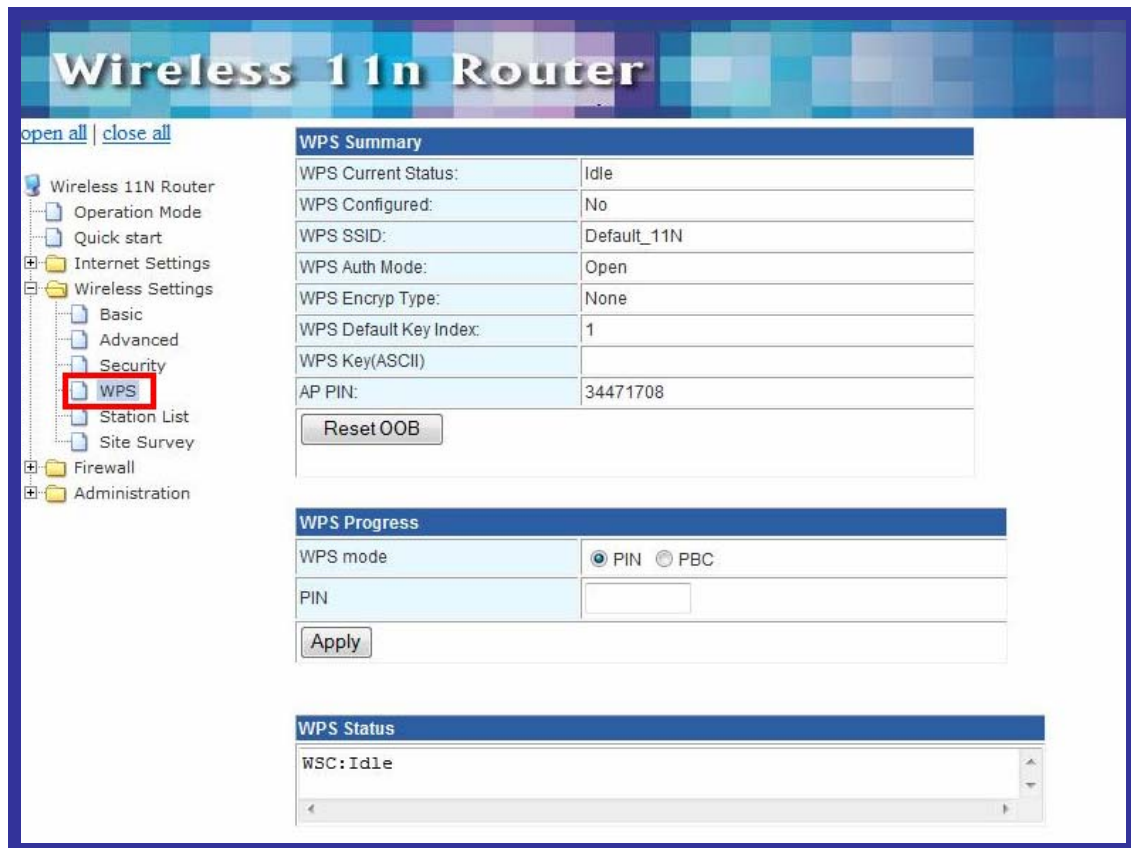 Wireless 11n Router
open all | close all
Wireless 11N Router
Operation Mode
Quick start
Internet Settings
Wireless Settings
Basic
Advanced
Security
WPS
Station List
Site Survey
Firewall
Administration
WPS Summary
WPS Current Status: Idle
WPS Configured: No
WPS SSID: Default_11N
WPS Auth Mode: Open
WPS Encryp Type: None
WPS Default Key Index: 1
WPS Key(ASCII)
AP PIN: 34471708
Reset OOB
WPS Progress
WPS mode PIN PBC
PIN
Apply
WPS Status
WSC:Idle